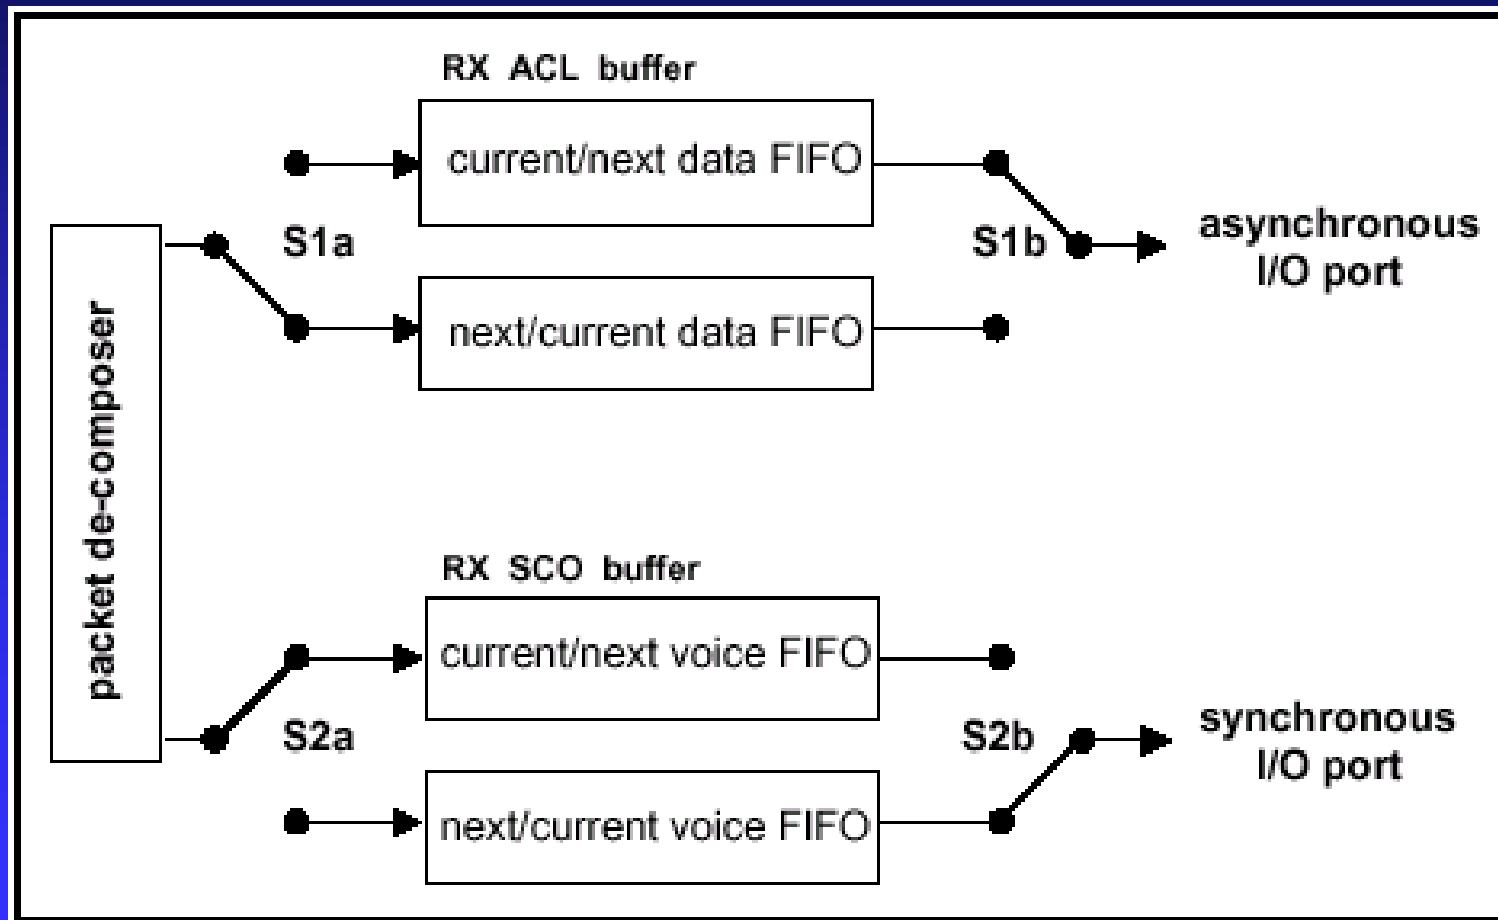 RX ACL buffer
current/next data FIFO
S1a
S1b
asynchronous
I/O port
next/current data FIFO
packet de-composer
RX SCO buffer
current/next voice FIFO
S2a
S2b
synchronous
I/O port
next/current voice FIFO